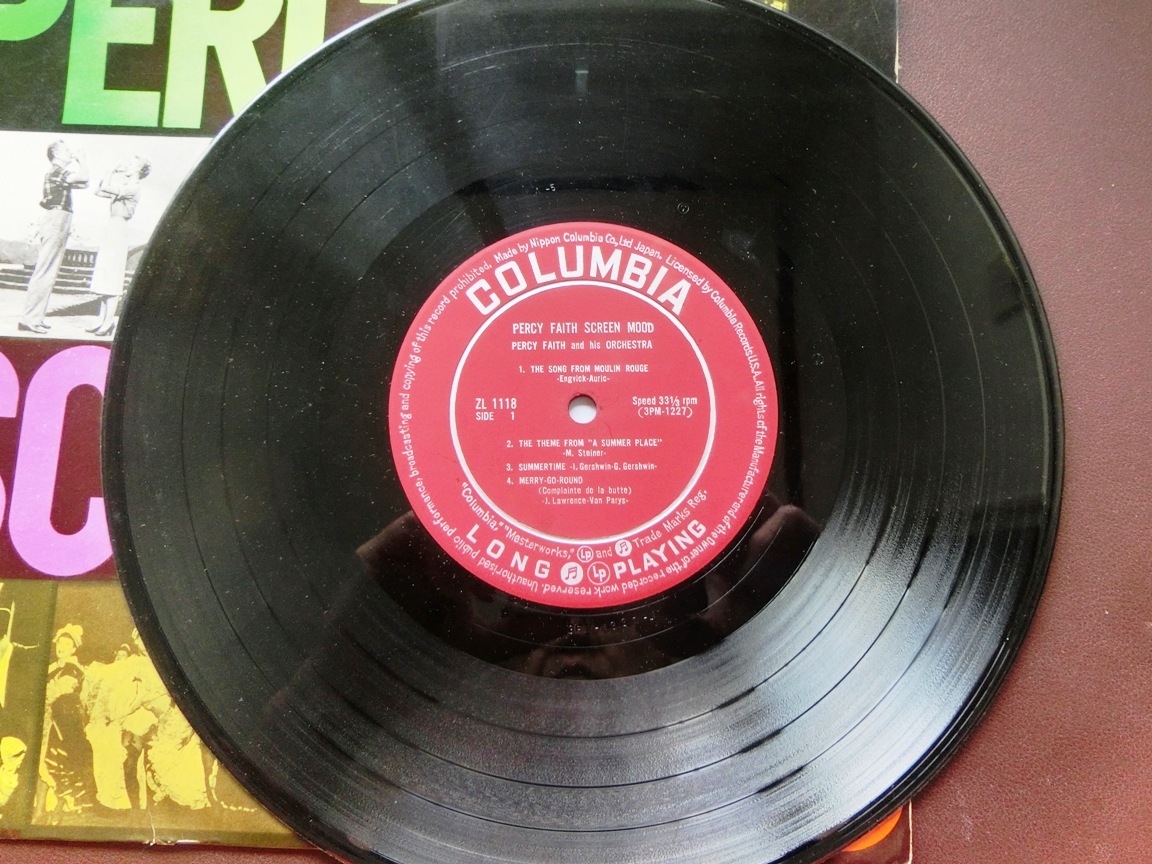 PERC
SC
COLUMBIA
PERCY FAITH SCREEN MOOD
PERCY FAITH and his ORCHESTRA
1. THE SONG FROM MOULIN ROUGE
-Engvick-Auric-
ZL 1118
SIDE 1
Speed 33⅓ rpm
(3PM-1227)
2. THE THEME FROM "A SUMMER PLACE"
-M. Steiner-
3. SUMMERTIME -I. Gershwin-G. Gershwin-
4. MERRY-GO-ROUND
(Complainte de la butte)
-J. Lawrence-Van Parys-
"Columbia," "Masterworks," Lp and Trade Marks Reg.
LONG Lp PLAYING
Made by Nippon Columbia Co., Ltd Japan. Licensed by Columbia Records U.S.A. All rights of the Manufacturer and of the Owner of the recorded work reserved. Unauthorised public performance, broadcasting and copying of this record prohibited.